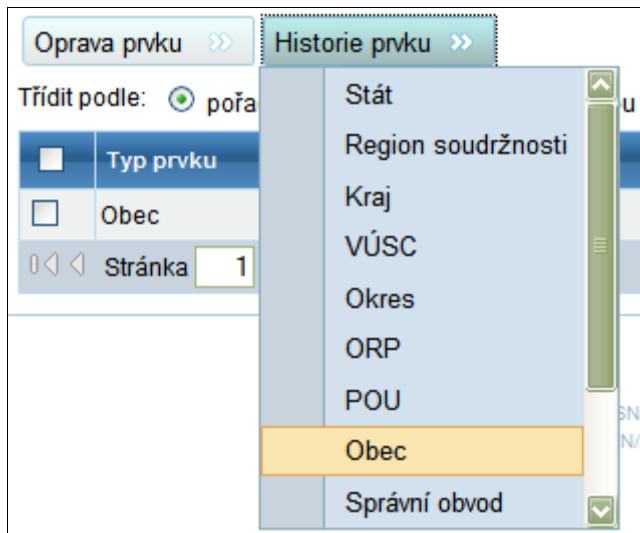 Oprava prvku
Historie prvku
Třídit podle: pořa
Typ prvku
Obec
Stránka 1
Stát
Region soudržnosti
Kraj
VÚSC
Okres
ORP
POU
Obec
Správní obvod